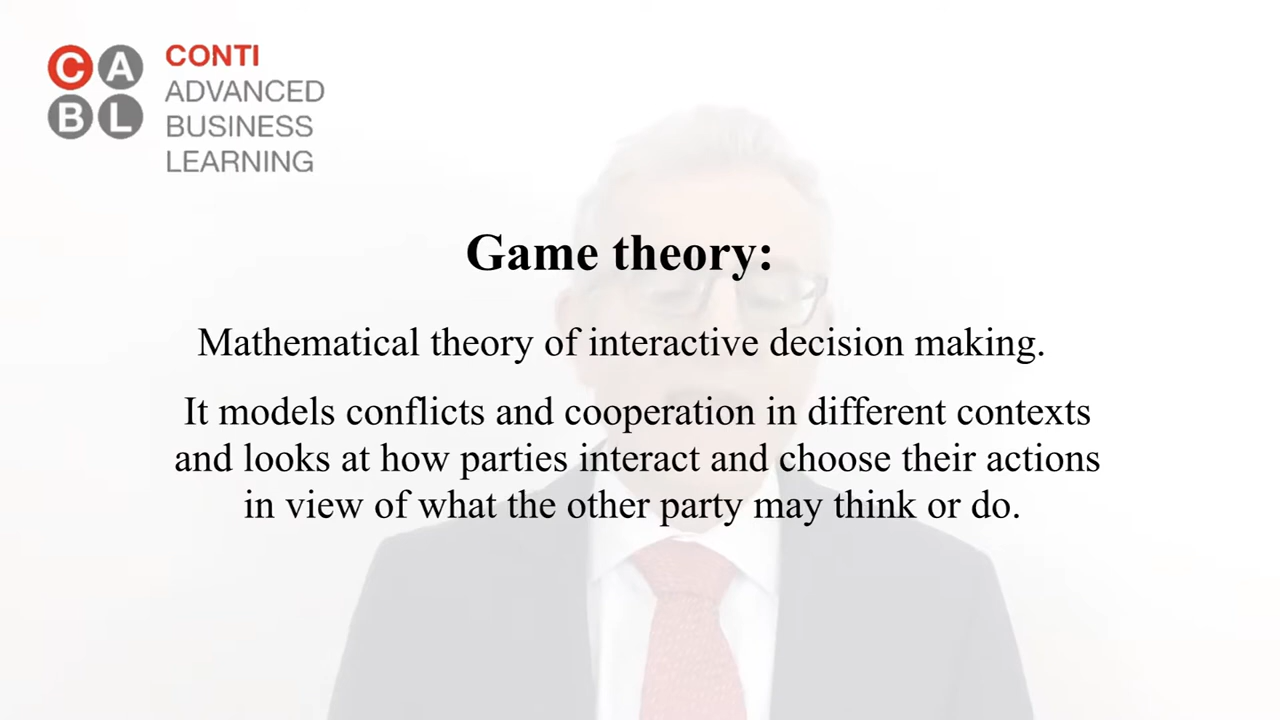 C A
B L
CONTI
ADVANCED
BUSINESS
LEARNING
Game theory:
Mathematical theory of interactive decision making.
It models conflicts and cooperation in different contexts
and looks at how parties interact and choose their actions
in view of what the other party may think or do.